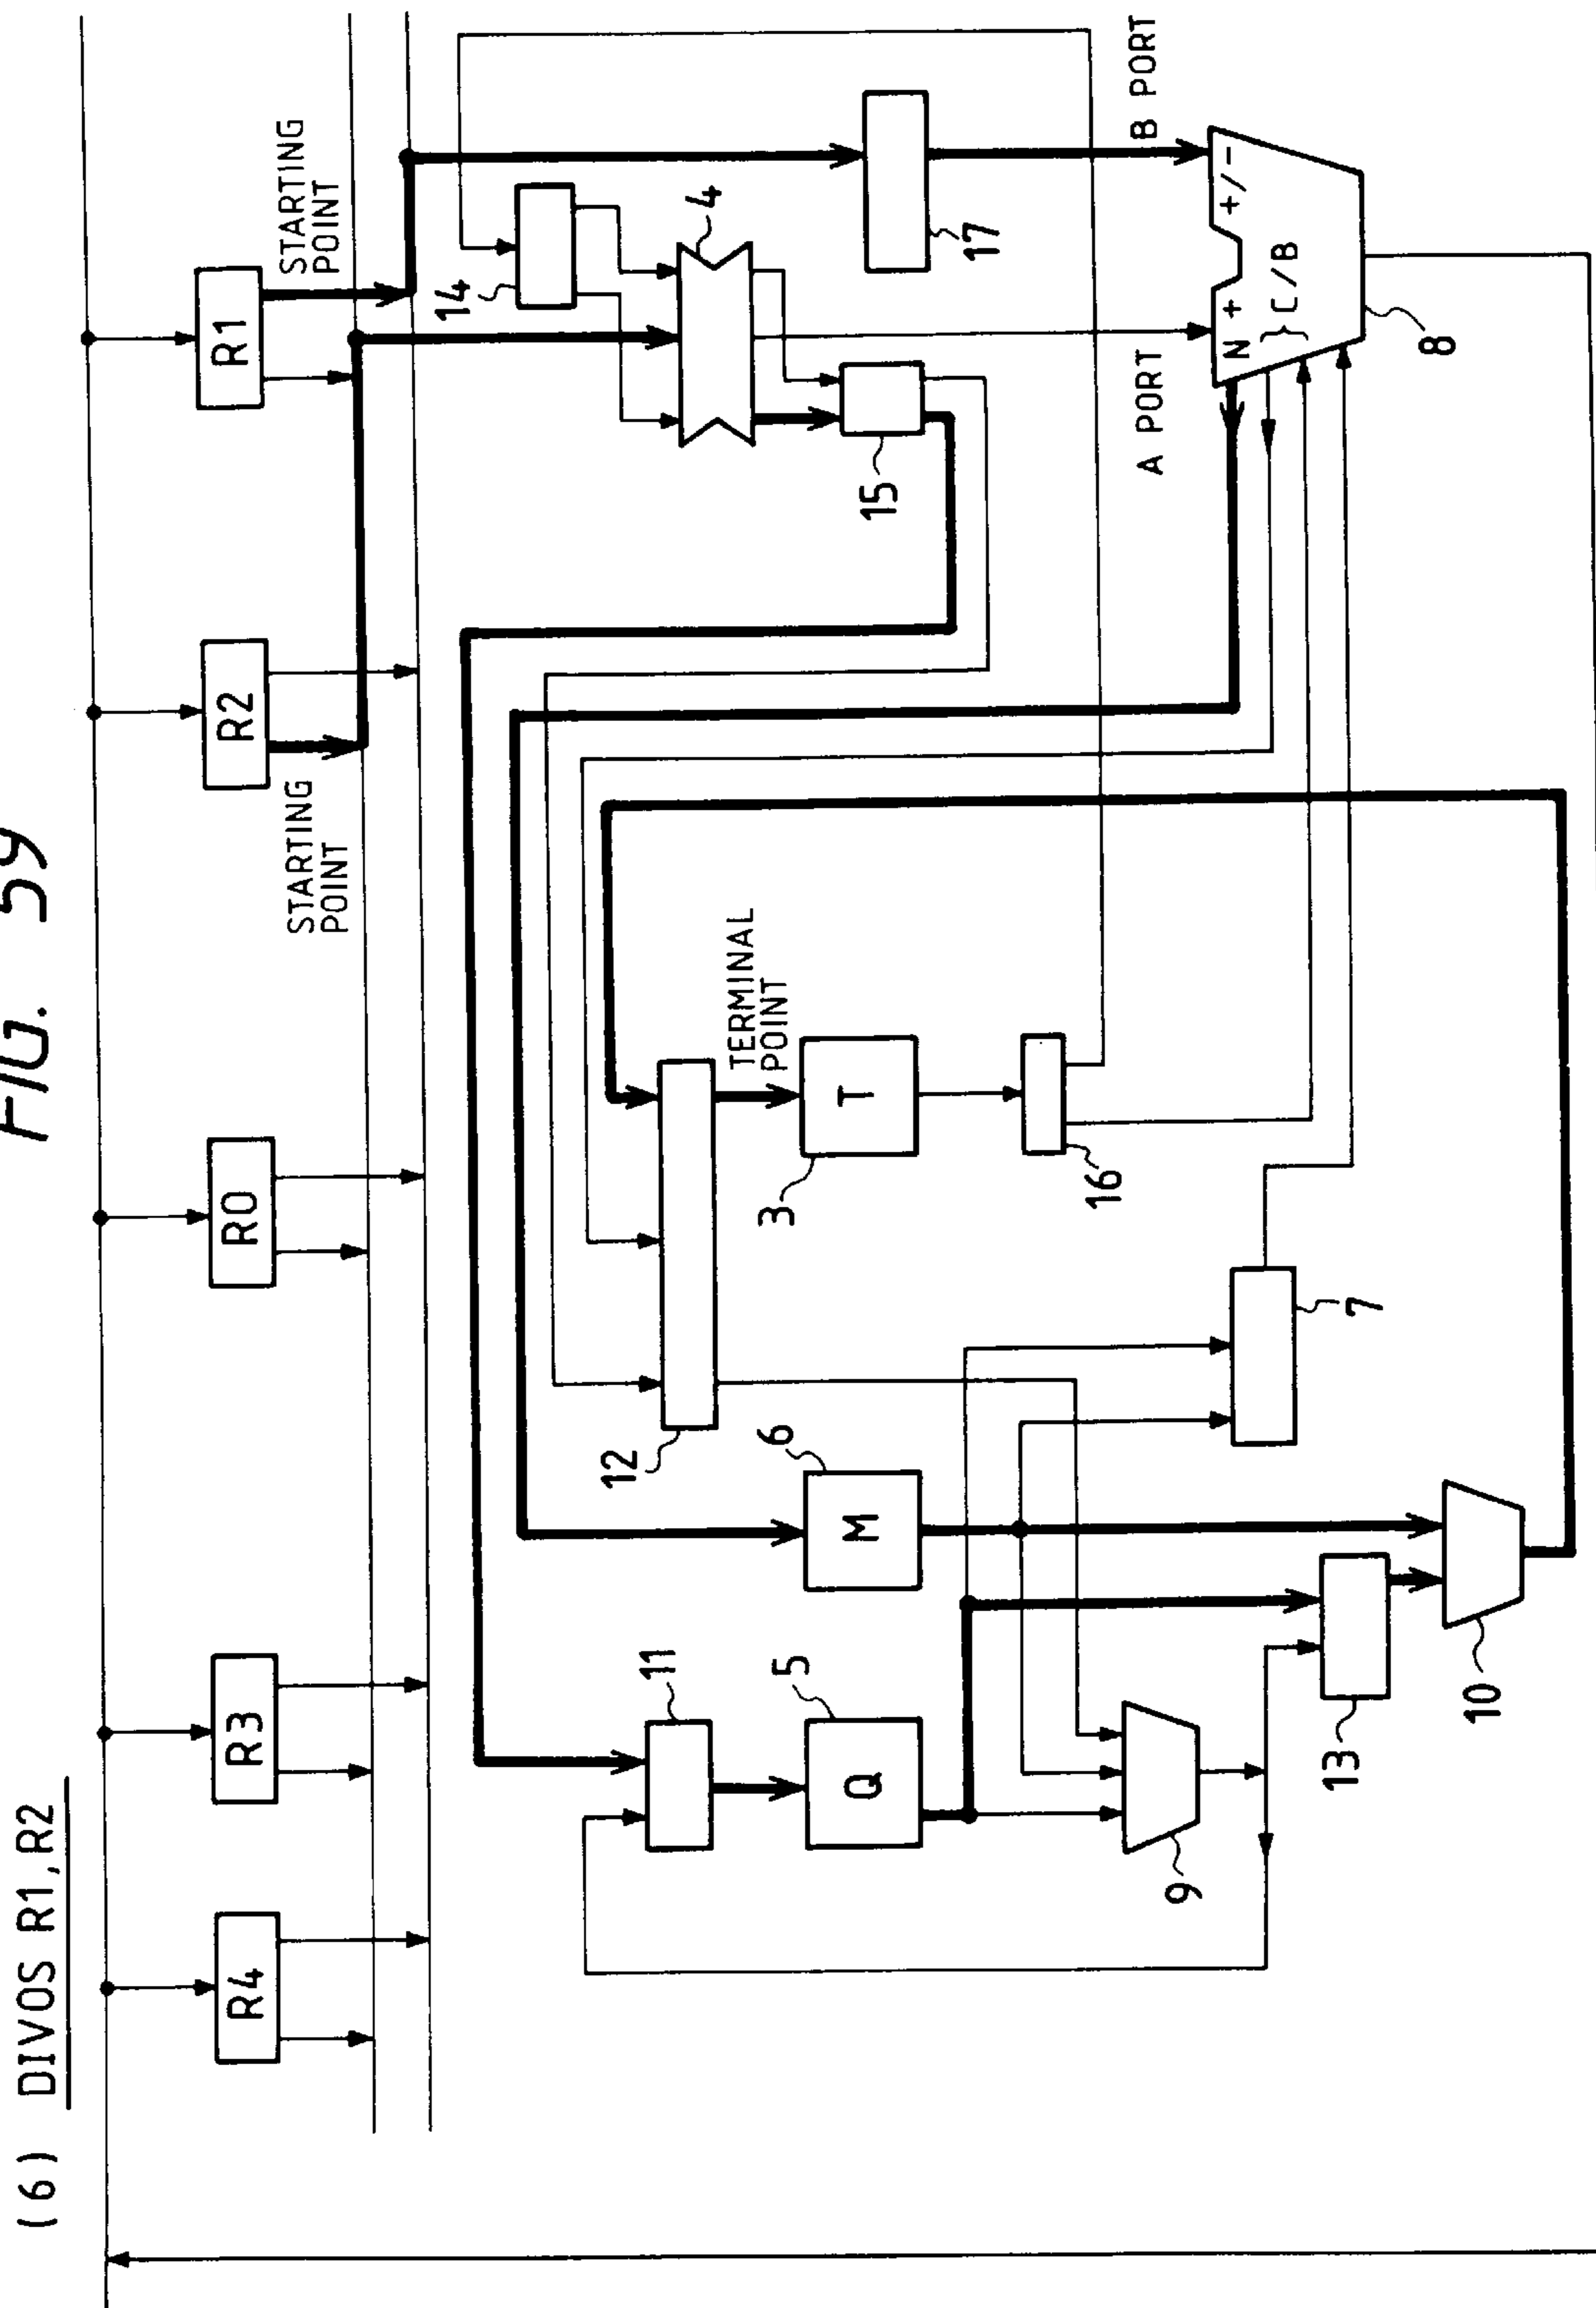 FIG. 59
(6) DIVOS R1,R2
R4
R3
R0
R2
R1
STARTING
POINT
STARTING
POINT
14
4
15
17
A PORT
B PORT
N +
+/-
} C/B
8
11
5
Q
6
M
12
TERMINAL
POINT
3
T
16
7
9
13
10